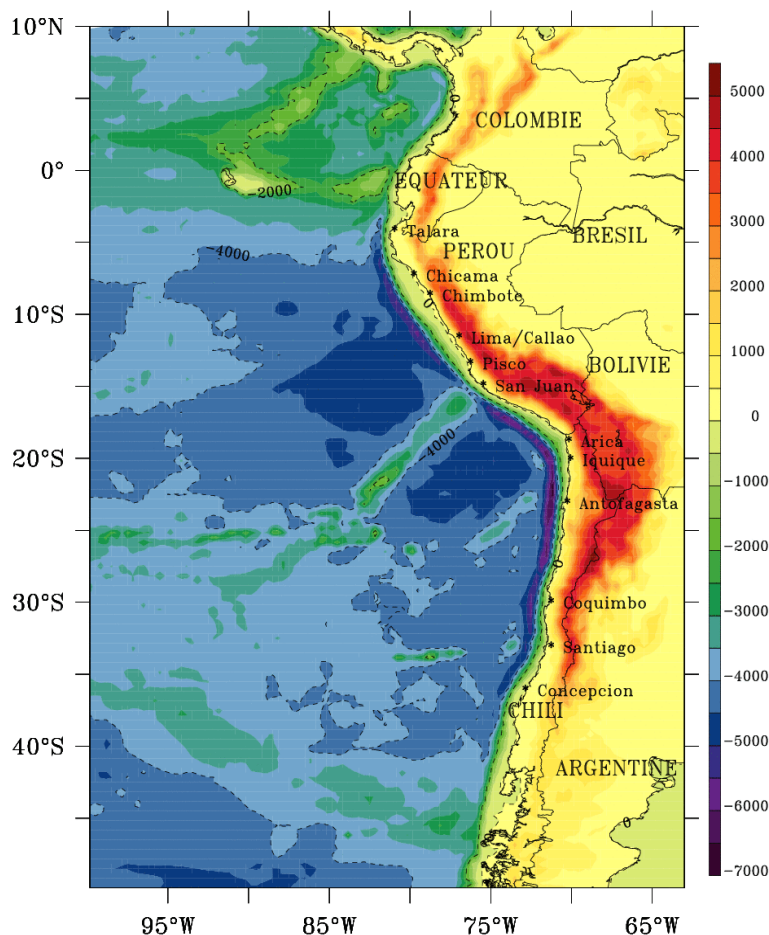 10°N
5000
COLOMBIE
4000
0°
EQUATEUR
−2000
3000
Talara
BRESIL
PEROU
−4000
2000
Chicama
Chimbote
0
10°S
1000
Lima/Callao
Pisco
BOLIVIE
San Juan
0
−4000
Arica
20°S
Iquique
−1000
Antofagasta
−2000
0
30°S
Coquimbo
−3000
Santiago
−4000
Concepcion
CHILI
40°S
−5000
ARGENTINE
−6000
0
−7000
95°W
85°W
75°W
65°W